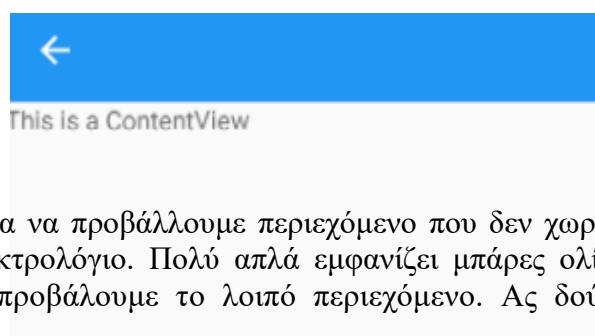 This is a ContentView
α να προβάλλουμε περιεχόμενο που δεν χωρ
κτρολόγιο. Πολύ απλά εμφανίζει μπάρες ολί
προβάλουμε το λοιπό περιεχόμενο. Ας δού